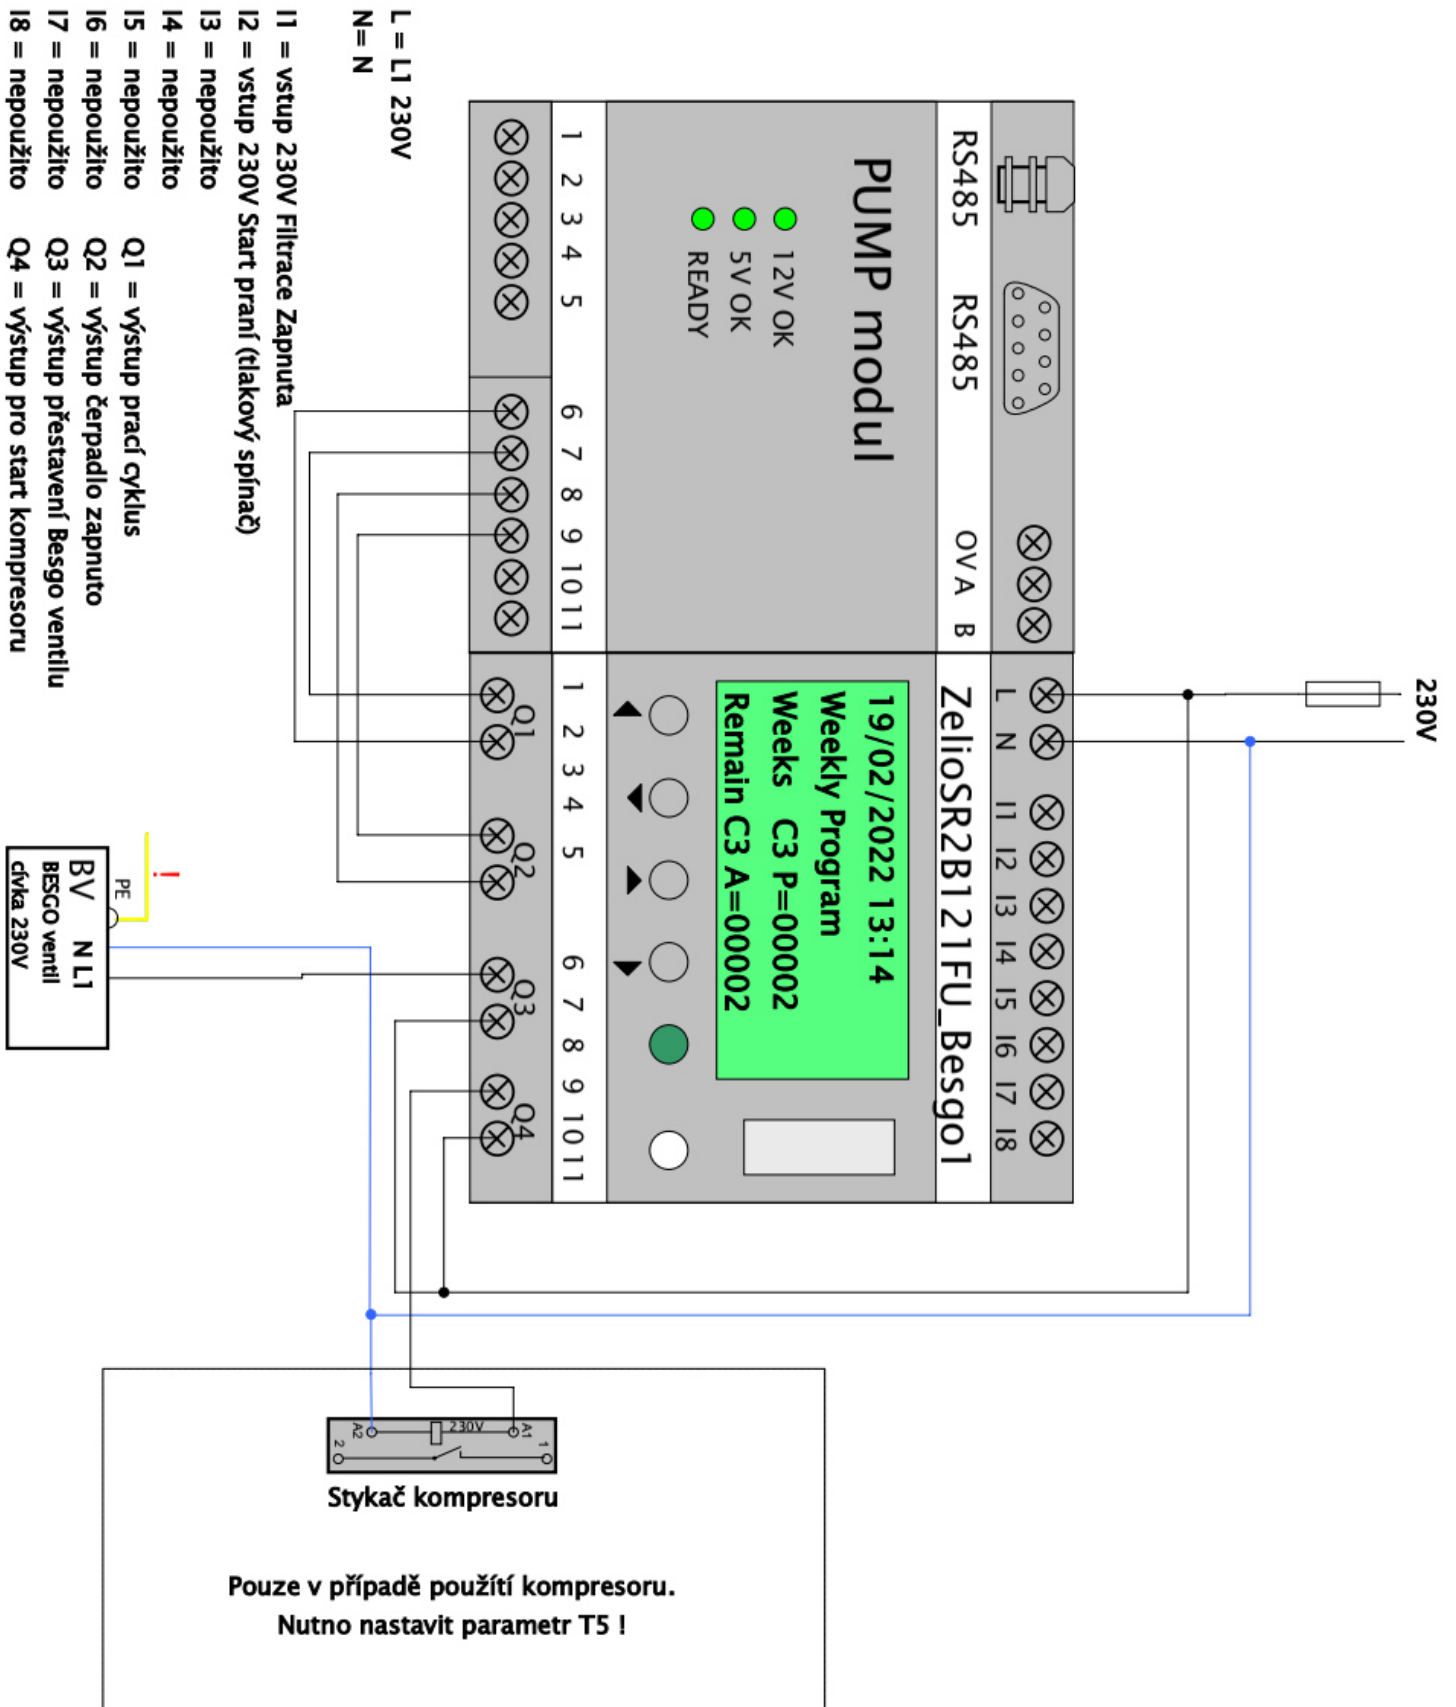 230V
RS485
RS485
OVA B
L N I1 I2 I3 I4 I5 I6 I7 I8
PUMP modul
ZelioSR2B121FU_Besgo1
12V OK
5V OK
READY
19/02/2022 13:14
Weekly Program
Weeks C3 P=00002
Remain C3 A=00002
1 2 3 4 5
6 7 8 9 10 11
1 2 3 4 5 6 7 8 9 10 11
Q1 Q2 Q3 Q4
L = L1 230V
N= N
I1 = vstup 230V Filtrace Zapnuta
I2 = vstup 230V Start praní (tlakový spínač)
I3 = nepoužito
I4 = nepoužito
I5 = nepoužito
I6 = nepoužito
I7 = nepoužito
I8 = nepoužito
Q1 = výstup prací cyklus
Q2 = výstup čerpadlo zapnuto
Q3 = výstup přestavení Besgo ventilu
Q4 = výstup pro start kompresoru
!
PE
BV N L1
BESGO ventil
cívka 230V
A2 230V A1
2 1
Stykač kompresoru
Pouze v případě použítí kompresoru.
Nutno nastavit parametr T5 !